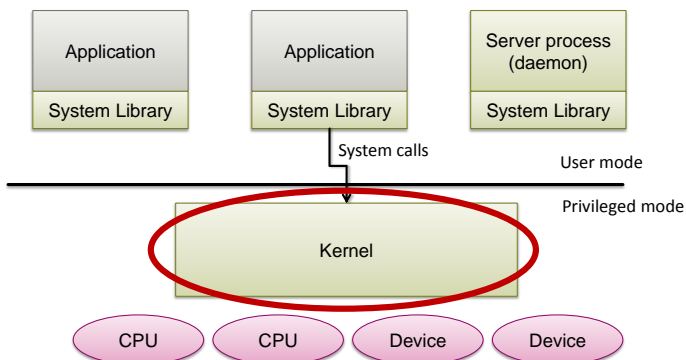 Application
Application
Server process
(daemon)
System Library
System Library
System Library
System calls
User mode
Privileged mode
Kernel
CPU
CPU
Device
Device